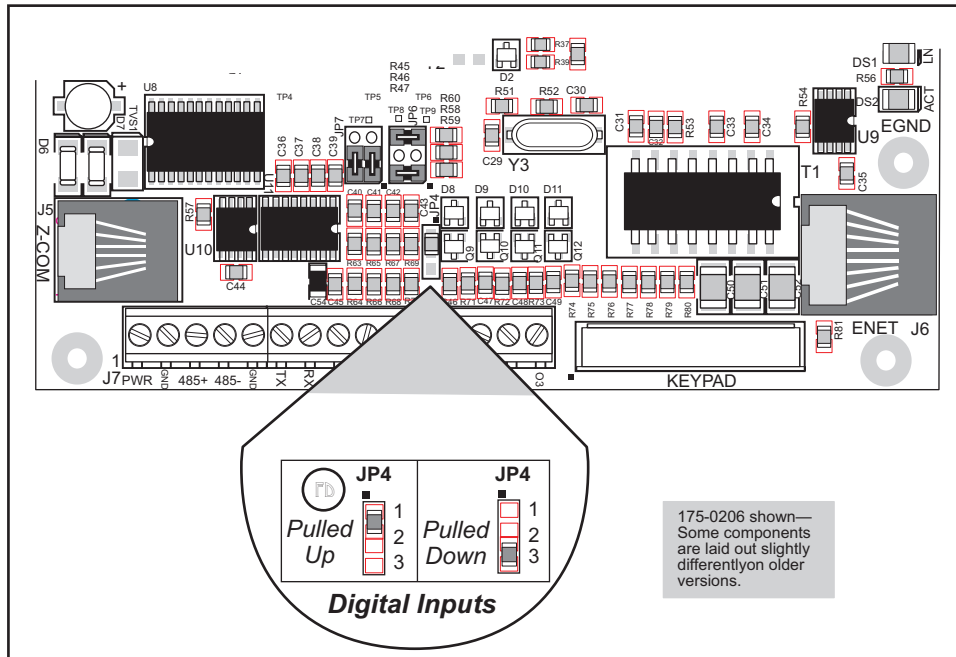 R37
R39
D2
DS1
LN
R56
DS2
ACT
EGND
R45
R46
R47
U8
TVS1
D7
D6
TP4
TP5
TP6
TP7
TP8
TP9
JP7
JP6
R60
R58
R59
R51
R52
C30
C29
Y3
C31
C32
R53
C33
C34
R54
U9
T1
C35
C36
C37
C38
C39
U11
J5
Z-COM
R57
U10
C44
C40
C41
C42
C43
JP4
D8
D9
D10
D11
Q9
Q10
Q11
Q12
R63
R65
R67
R69
C54
C45
R64
R66
R68
C46
R71
C47
R72
C48
R73
C49
R74
R75
R76
R77
R78
R79
R80
C50
C51
C52
ENET
J6
R81
1
J7
PWR
GND
485+
485-
GND
TX
RX
O3
KEYPAD
JP4
Pulled
Up
1
2
3
JP4
Pulled
Down
1
2
3
Digital Inputs
175-0206 shown—
Some components
are laid out slightly
differentlyon older
versions.